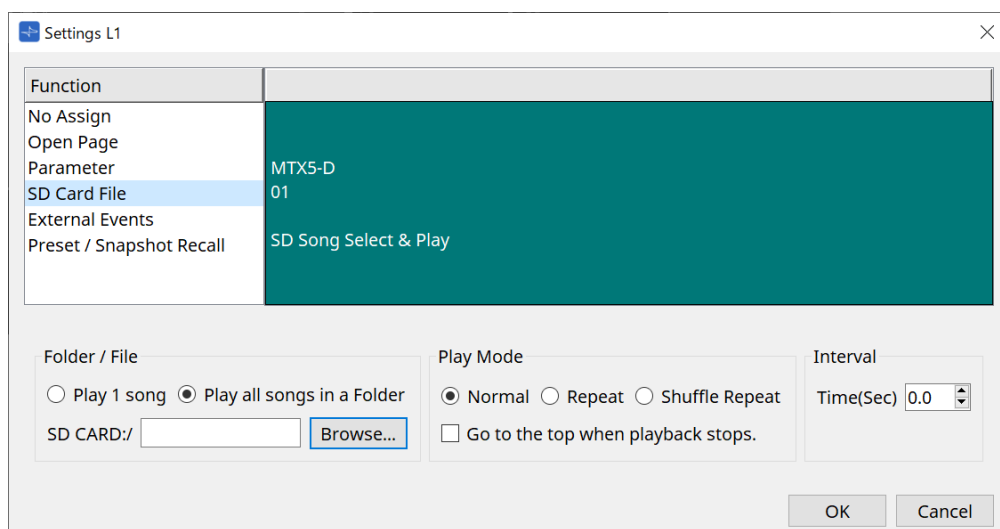 Settings L1
Function
No Assign
Open Page
Parameter
SD Card File
External Events
Preset / Snapshot Recall
MTX5-D
01
SD Song Select & Play
Folder / File
Play 1 song Play all songs in a Folder
SD CARD:/ Browse...
Play Mode
Normal Repeat Shuffle Repeat
Go to the top when playback stops.
Interval
Time(Sec) 0.0
OK Cancel